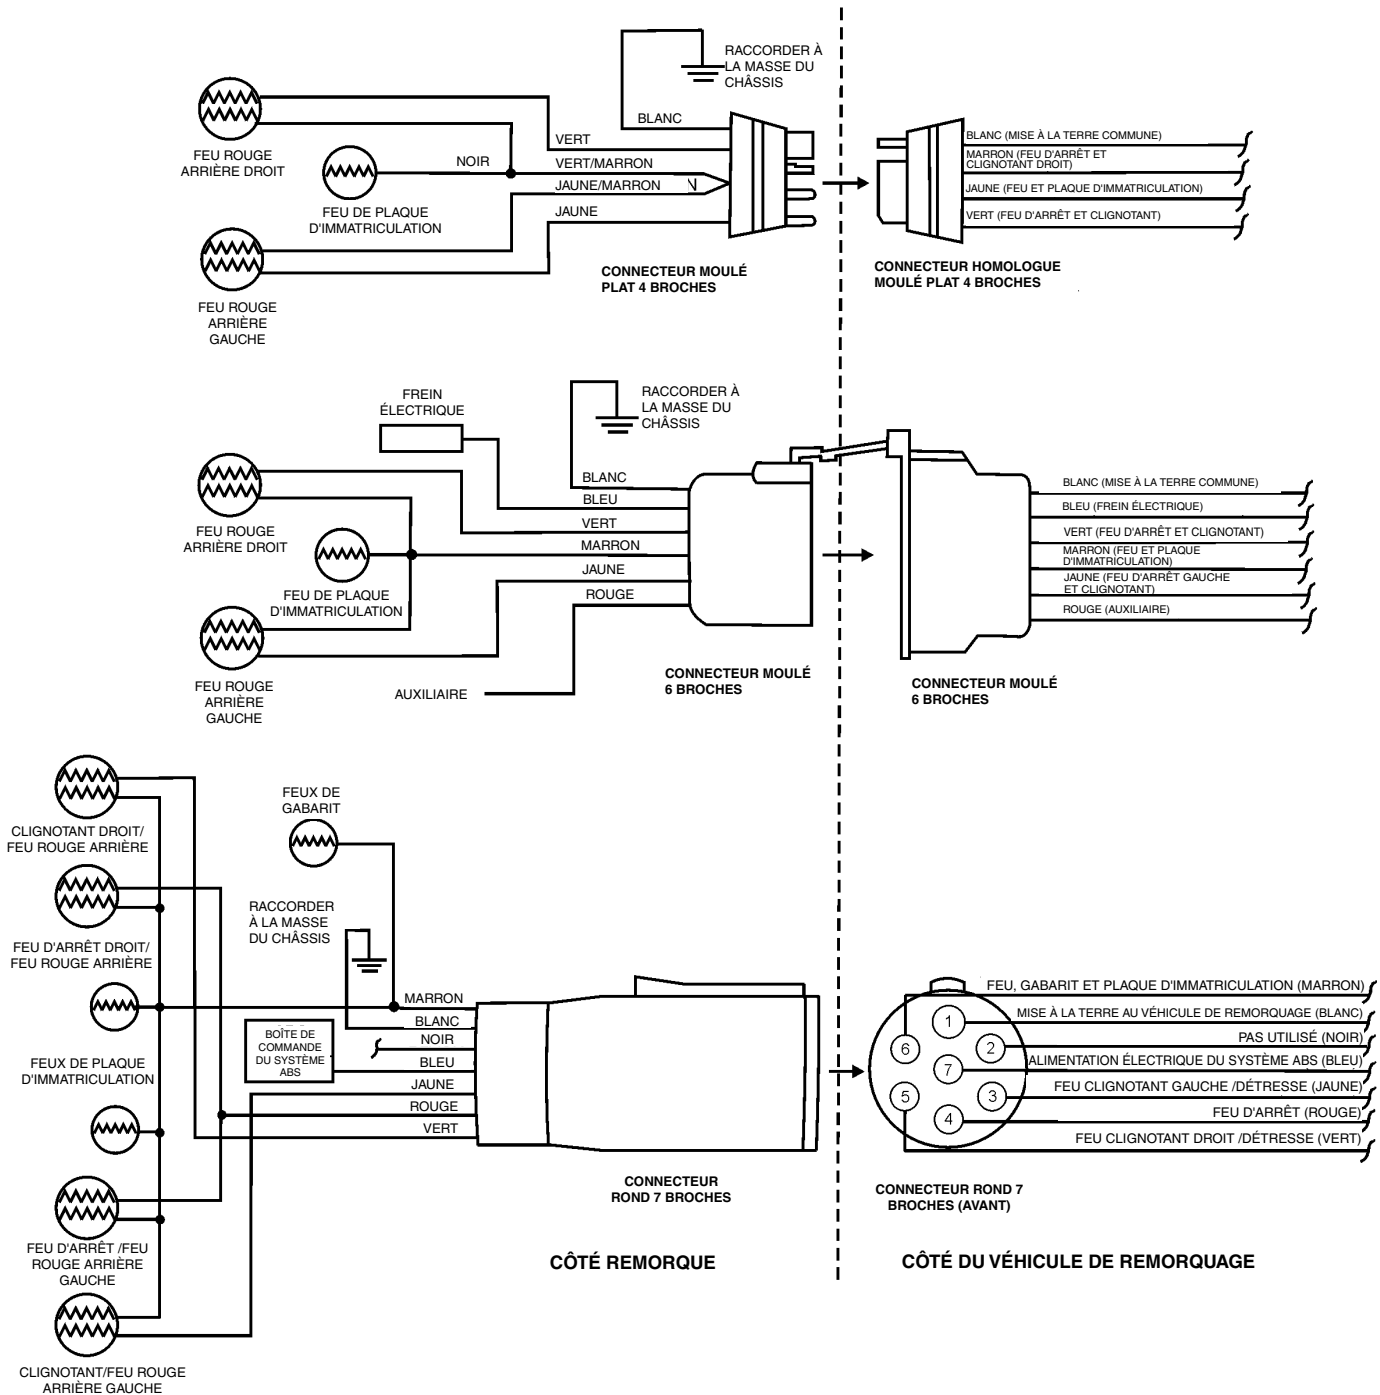 RACCORDER À
LA MASSE DU
CHÂSSIS
BLANC
VERT
NOIR
VERT/MARRON
JAUNE/MARRON
N
JAUNE
FEU ROUGE
ARRIÈRE DROIT
FEU DE PLAQUE
D'IMMATRICULATION
FEU ROUGE
ARRIÈRE
GAUCHE
CONNECTEUR MOULÉ
PLAT 4 BROCHES
BLANC (MISE À LA TERRE COMMUNE)
MARRON (FEU D'ARRÊT ET
CLIGNOTANT DROIT)
JAUNE (FEU ET PLAQUE D'IMMATRICULATION)
VERT (FEU D'ARRÊT ET CLIGNOTANT)
CONNECTEUR HOMOLOGUE
MOULÉ PLAT 4 BROCHES
FREIN
ÉLECTRIQUE
RACCORDER À
LA MASSE DU
CHÂSSIS
BLANC
BLEU
VERT
MARRON
JAUNE
ROUGE
FEU ROUGE
ARRIÈRE DROIT
FEU DE PLAQUE
D'IMMATRICULATION
FEU ROUGE
ARRIÈRE
GAUCHE
AUXILIAIRE
CONNECTEUR MOULÉ
6 BROCHES
BLANC (MISE À LA TERRE COMMUNE)
BLEU (FREIN ÉLECTRIQUE)
VERT (FEU D'ARRÊT ET CLIGNOTANT)
MARRON (FEU ET PLAQUE
D'IMMATRICULATION)
JAUNE (FEU D'ARRÊT GAUCHE
ET CLIGNOTANT)
ROUGE (AUXILIAIRE)
CONNECTEUR MOULÉ
6 BROCHES
CLIGNOTANT DROIT/
FEU ROUGE ARRIÈRE
FEU D'ARRÊT DROIT/
FEU ROUGE ARRIÈRE
FEUX DE PLAQUE
D'IMMATRICULATION
FEU D'ARRÊT /FEU
ROUGE ARRIÈRE
GAUCHE
CLIGNOTANT/FEU ROUGE
ARRIÈRE GAUCHE
FEUX DE
GABARIT
RACCORDER
À LA MASSE
DU CHÂSSIS
BOÎTE DE
COMMANDE
DU SYSTÈME
ABS
MARRON
BLANC
NOIR
BLEU
JAUNE
ROUGE
VERT
CONNECTEUR
ROND 7 BROCHES
1
2
3
4
5
6
7
FEU, GABARIT ET PLAQUE D'IMMATRICULATION (MARRON)
MISE À LA TERRE AU VÉHICULE DE REMORQUAGE (BLANC)
PAS UTILISÉ (NOIR)
ALIMENTATION ÉLECTRIQUE DU SYSTÈME ABS (BLEU)
FEU CLIGNOTANT GAUCHE /DÉTRESSE (JAUNE)
FEU D'ARRÊT (ROUGE)
FEU CLIGNOTANT DROIT /DÉTRESSE (VERT)
CONNECTEUR ROND 7
BROCHES (AVANT)
CÔTÉ REMORQUE
CÔTÉ DU VÉHICULE DE REMORQUAGE